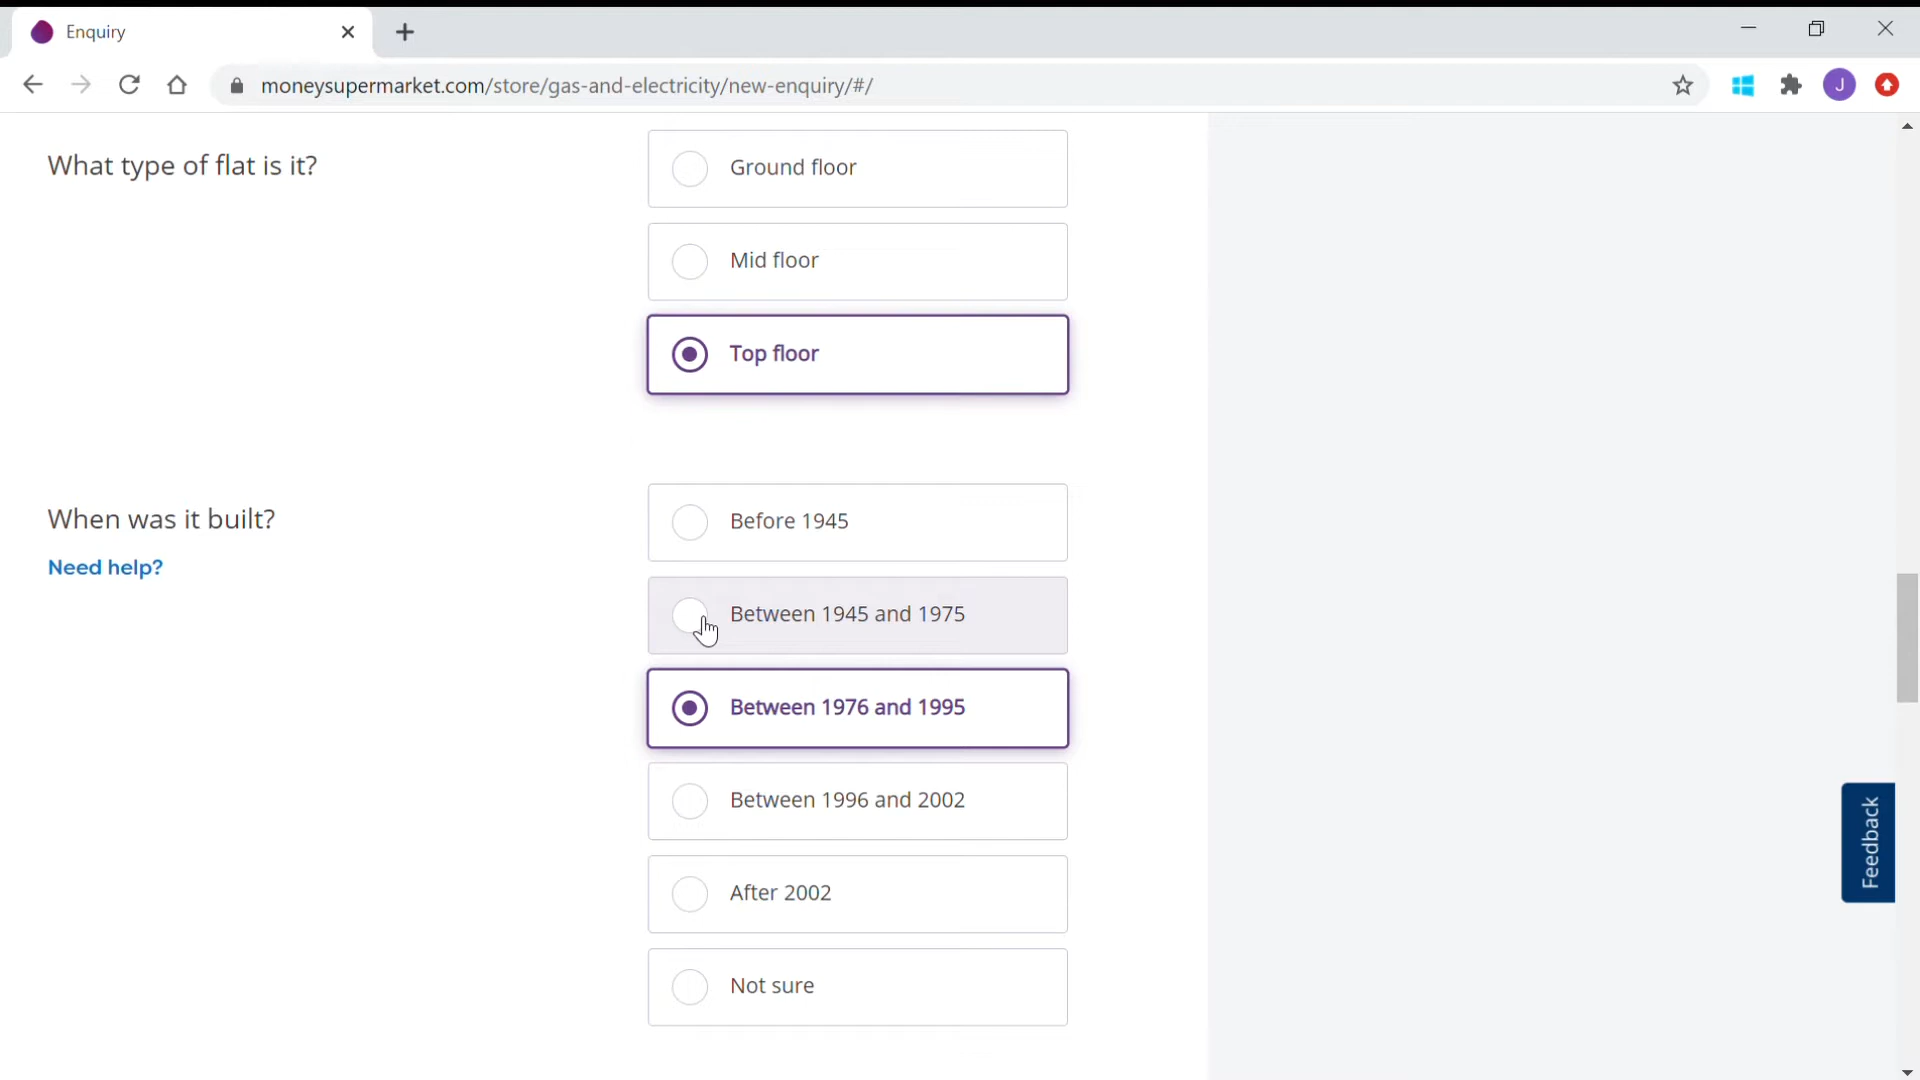 Enquiry
moneysupermarket.com/store/gas-and-electricity/new-enquiry/#/
J
What type of flat is it?
Ground floor
Mid floor
Top floor
When was it built?
Need help?
Before 1945
Between 1945 and 1975
Between 1976 and 1995
Between 1996 and 2002
After 2002
Not sure
Feedback